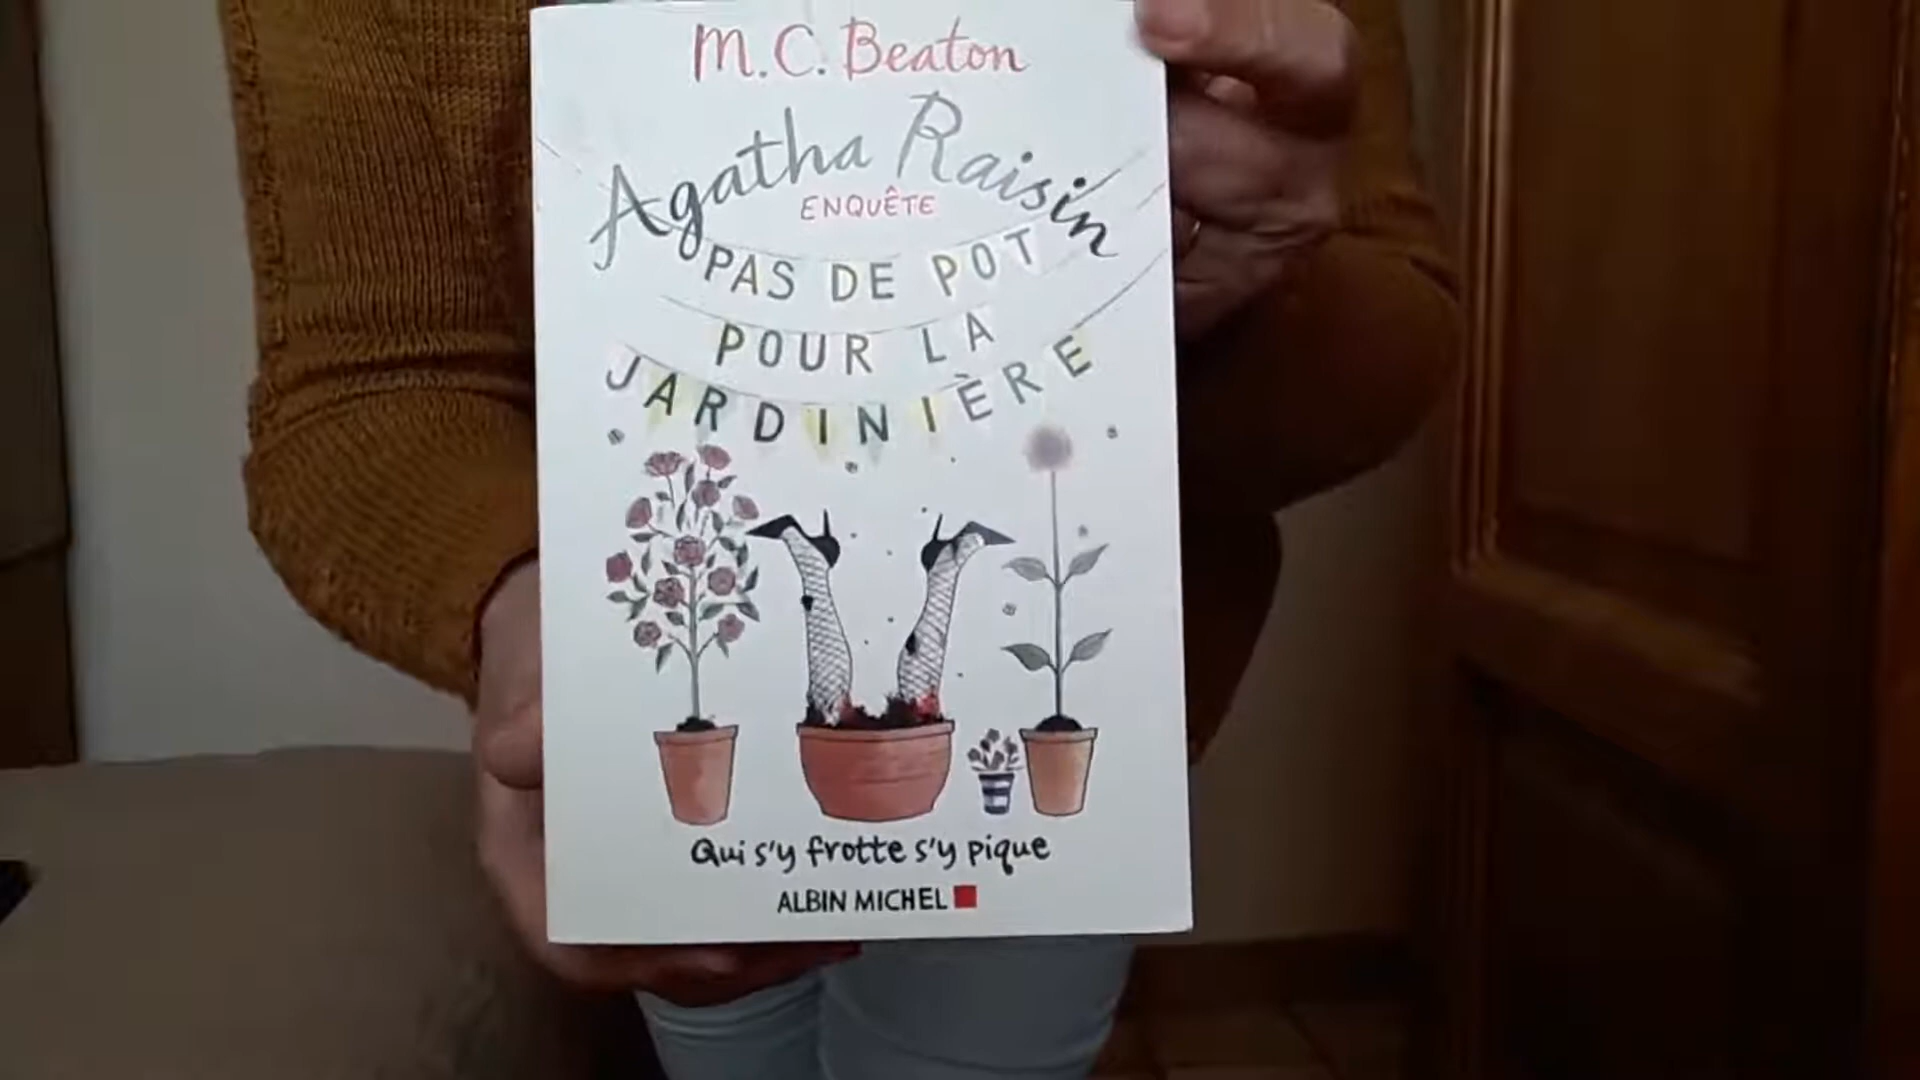 M.C. Beaton
Agatha Raisin
ENQUÊTE
PAS DE POT
POUR LA
JARDINIÈRE
Qui s'y frotte s'y pique
ALBIN MICHEL